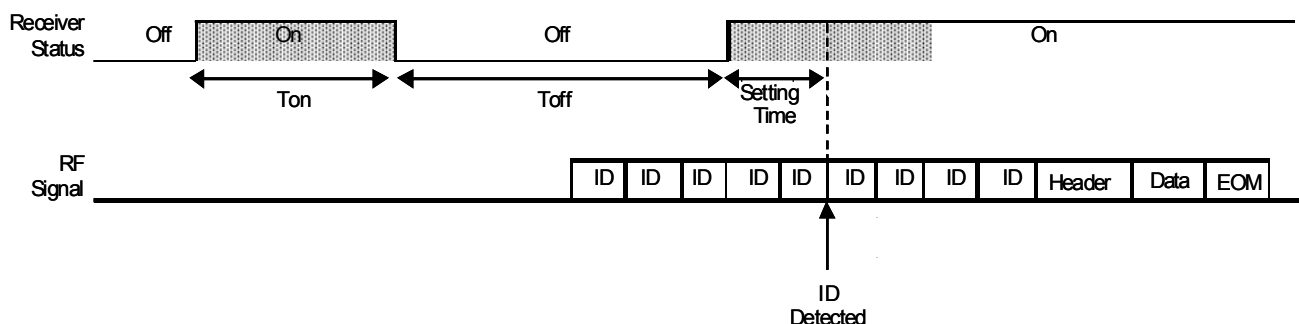 Receiver
Status
Off
On
Off
On
Ton
Toff
Setting
Time
RF
Signal
ID ID ID ID ID ID ID ID ID Header Data EOM
ID
Detected